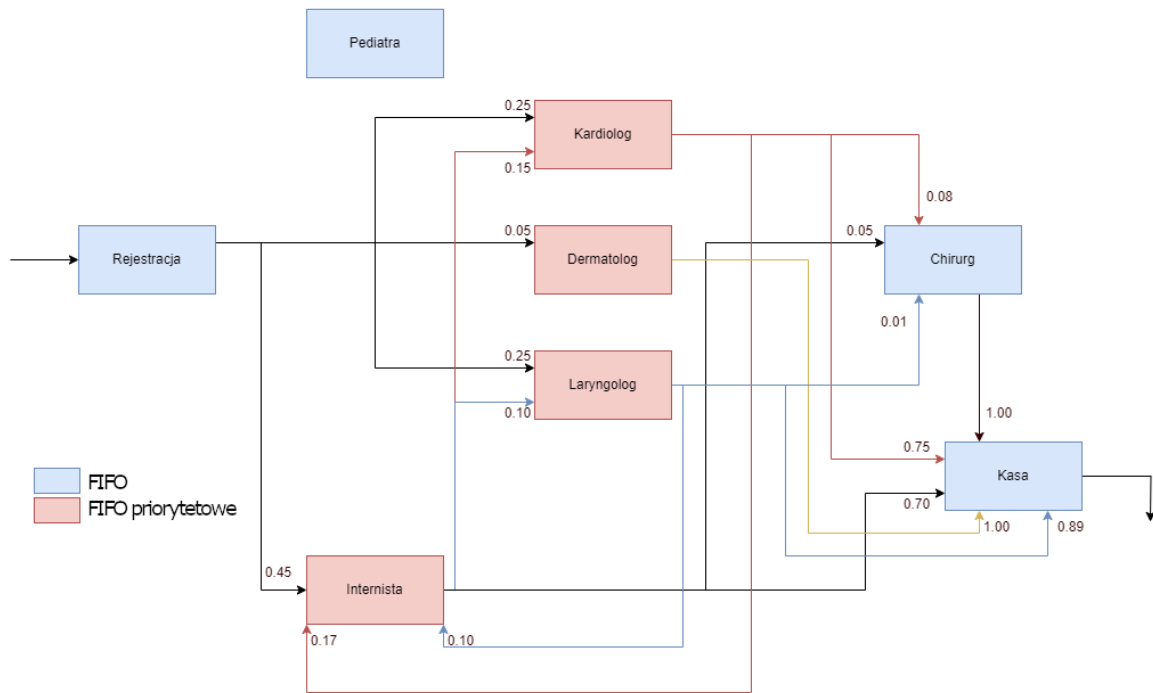 Pediatra
0.25
Kardiolog
0.15
0.08
Rejestracja
0.05
Dermatolog
0.05
Chirurg
0.01
0.25
Laryngolog
0.10
1.00
0.75
Kasa
0.70
1.00
0.89
FIFO
FIFO priorytetowe
0.45
Internista
0.17
0.10